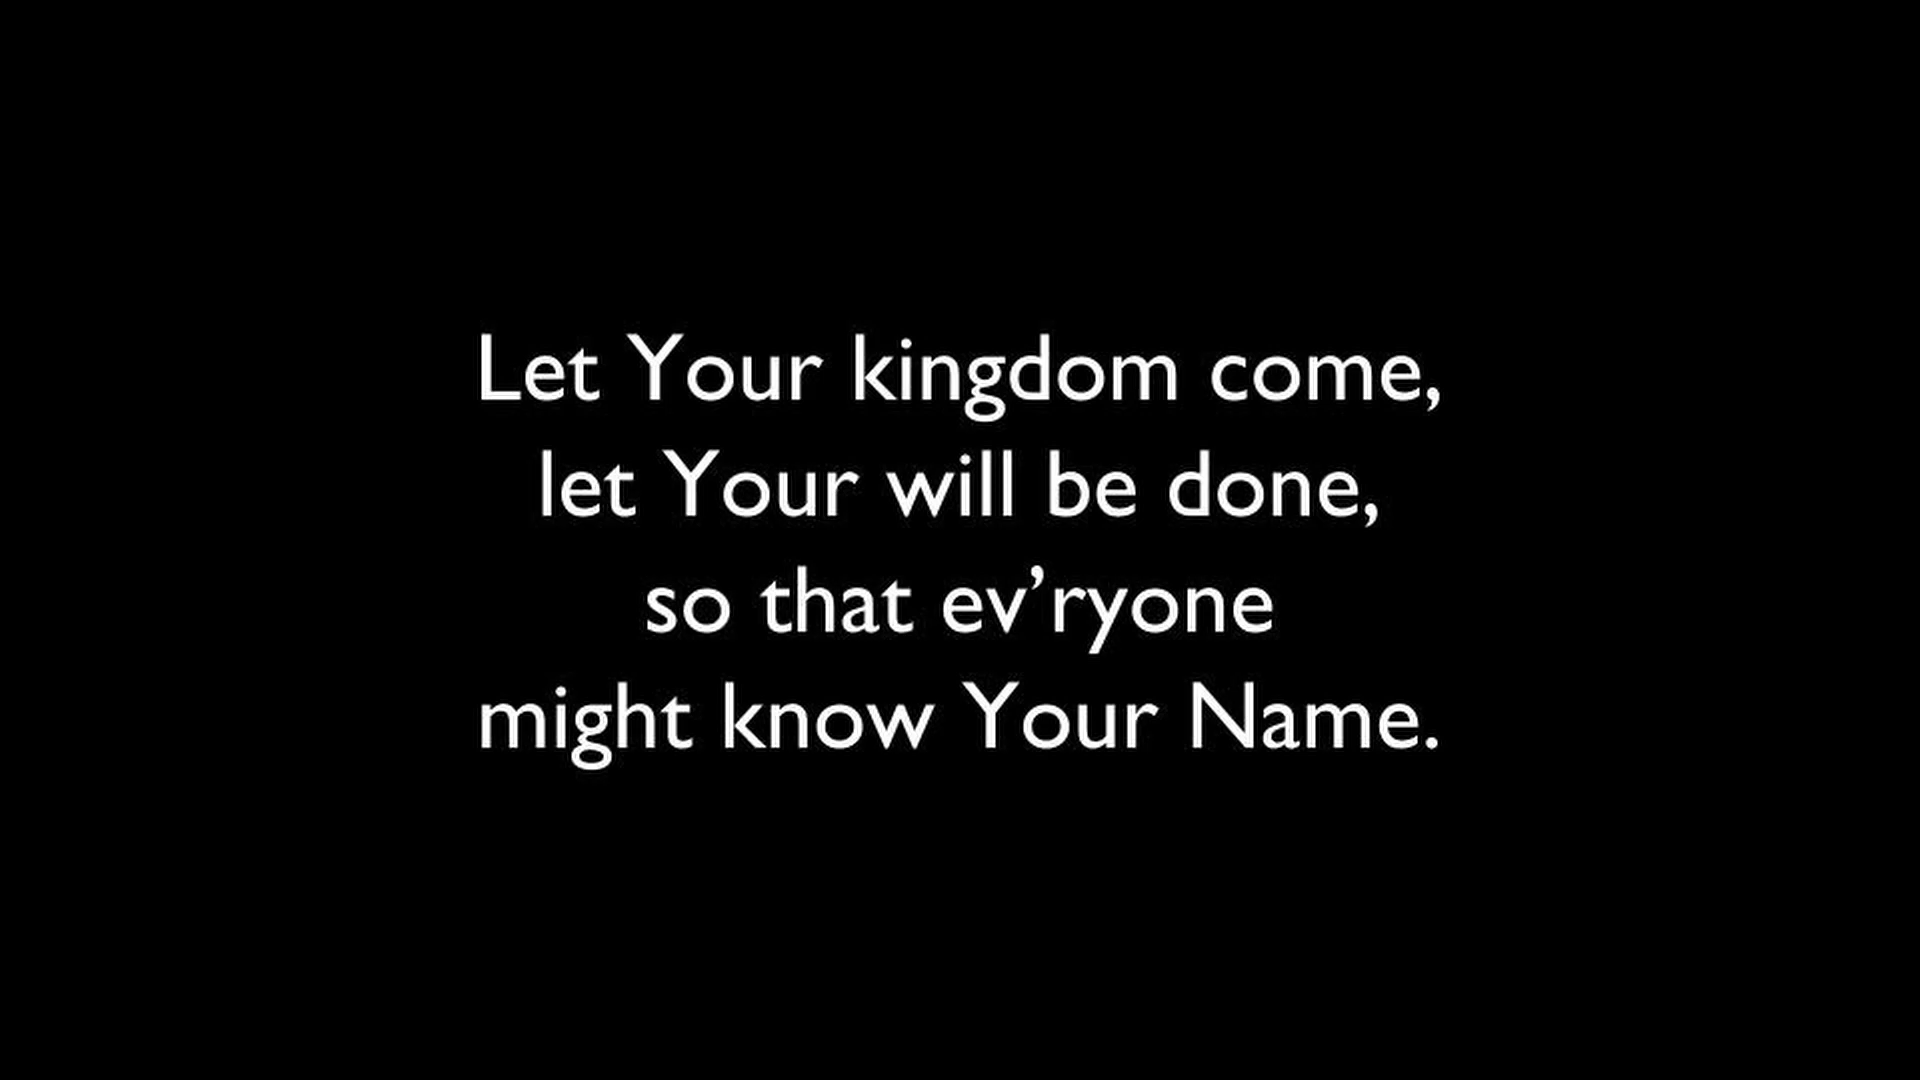 Let Your kingdom come,
let Your will be done,
so that ev’ryone
might know Your Name.